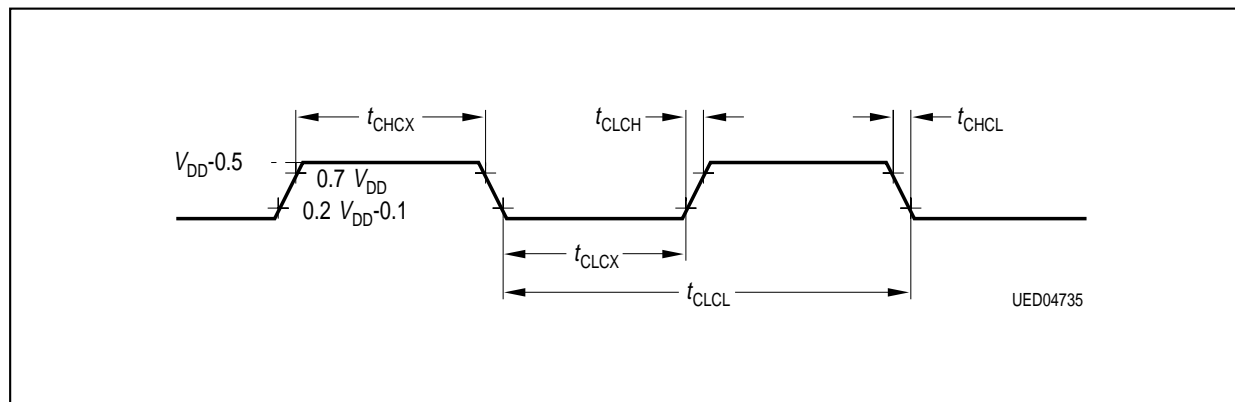 tCHCX
tCLCH
tCHCL
VDD-0.5
0.7 VDD
0.2 VDD-0.1
tCLCX
tCLCL
UED04735